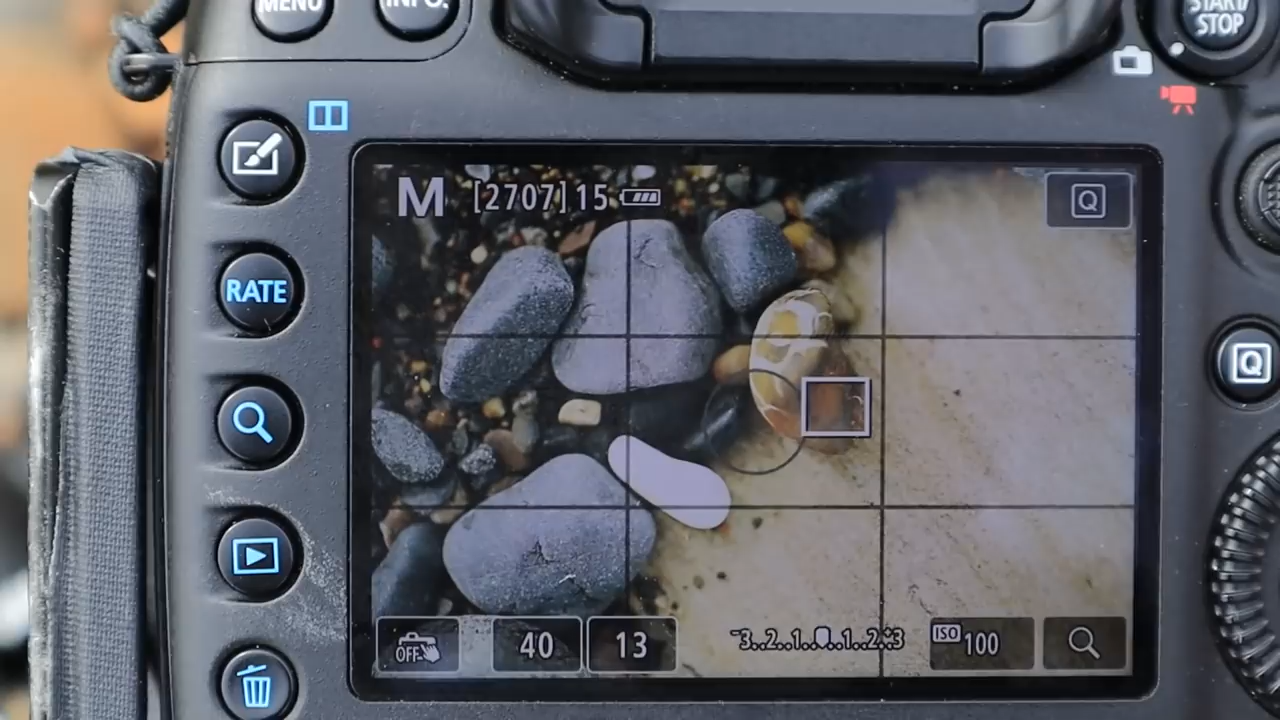 MENU
INFO.
START/
STOP
RATE
M [2707] 15
Q
Q
OFF
40
13
-3..2..1..0..1..2..3
ISO 100